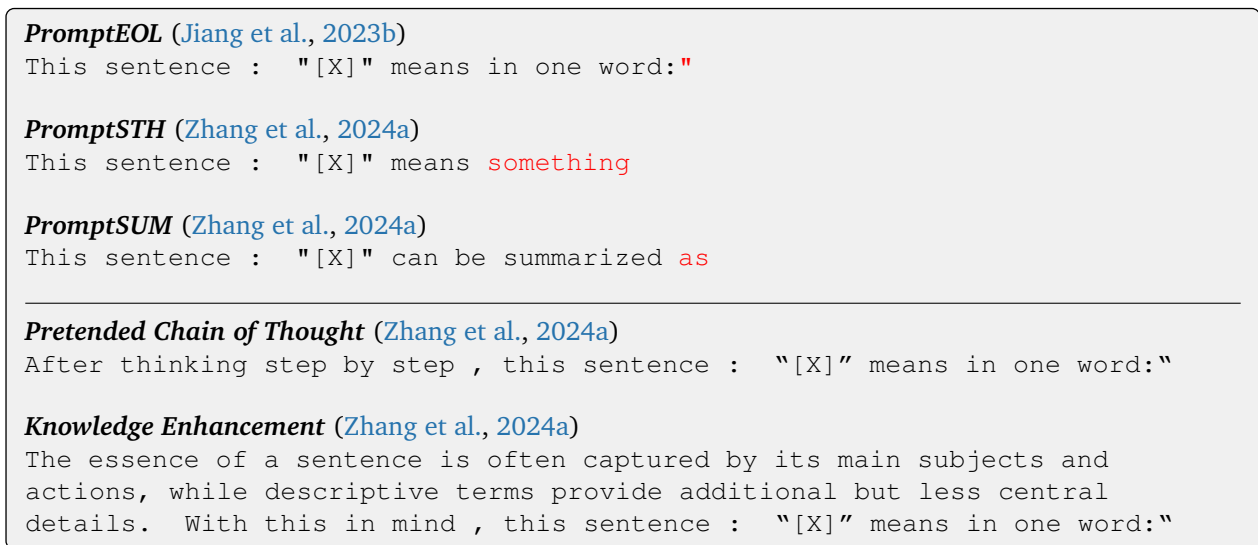 PromptEOL (Jiang et al., 2023b)
This sentence : "[X]" means in one word:"
PromptSTH (Zhang et al., 2024a)
This sentence : "[X]" means something
PromptSUM (Zhang et al., 2024a)
This sentence : "[X]" can be summarized as
Pretended Chain of Thought (Zhang et al., 2024a)
After thinking step by step , this sentence : “[X]” means in one word:“
Knowledge Enhancement (Zhang et al., 2024a)
The essence of a sentence is often captured by its main subjects and
actions, while descriptive terms provide additional but less central
details. With this in mind , this sentence : “[X]” means in one word:“